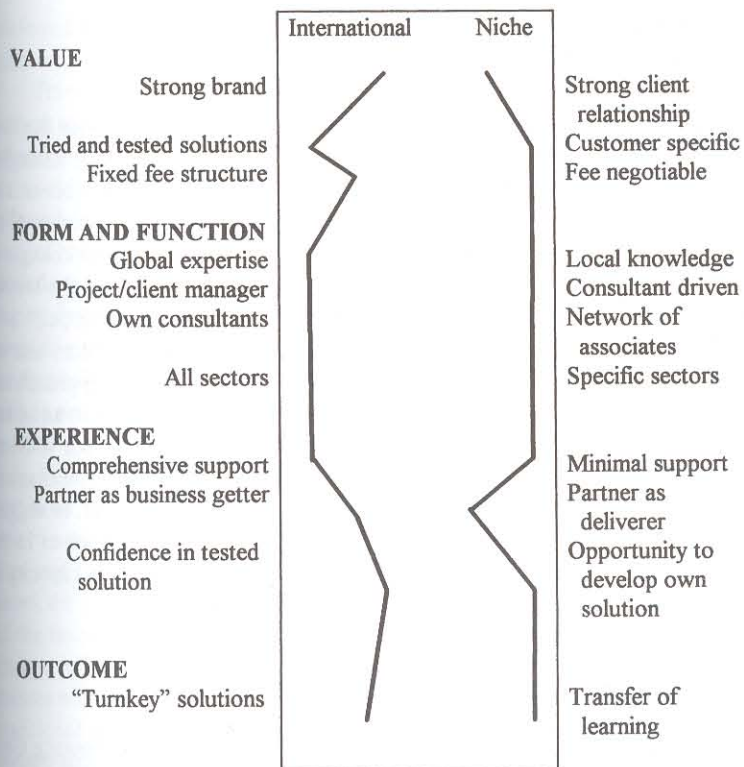 International Niche
VALUE
Strong brand Strong client
relationship
Tried and tested solutions Customer specific
Fixed fee structure Fee negotiable
FORM AND FUNCTION
Global expertise Local knowledge
Project/client manager Consultant driven
Own consultants Network of
associates
All sectors Specific sectors
EXPERIENCE
Comprehensive support Minimal support
Partner as business getter Partner as
deliverer
Confidence in tested Opportunity to
solution develop own
solution
OUTCOME
“Turnkey” solutions Transfer of
learning